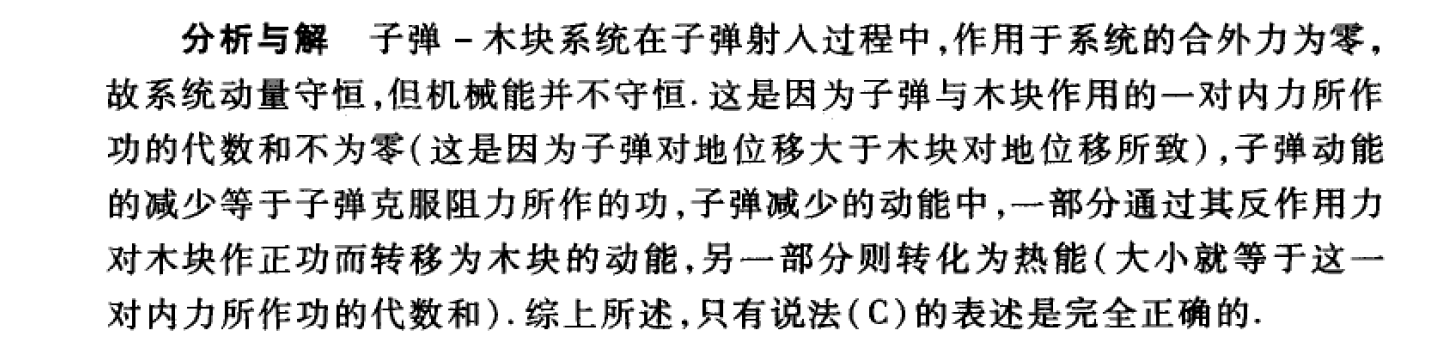 分析与解 子弹-木块系统在子弹射入过程中,作用于系统的合外力为零,
故系统动量守恒,但机械能并不守恒.这是因为子弹与木块作用的一对内力所作
功的代数和不为零(这是因为子弹对地位移大于木块对地位移所致),子弹动能
的减少等于子弹克服阻力所作的功,子弹减少的动能中,一部分通过其反作用力
对木块作正功而转移为木块的动能,另一部分则转化为热能(大小就等于这一
对内力所作功的代数和).综上所述,只有说法(C)的表述是完全正确的.